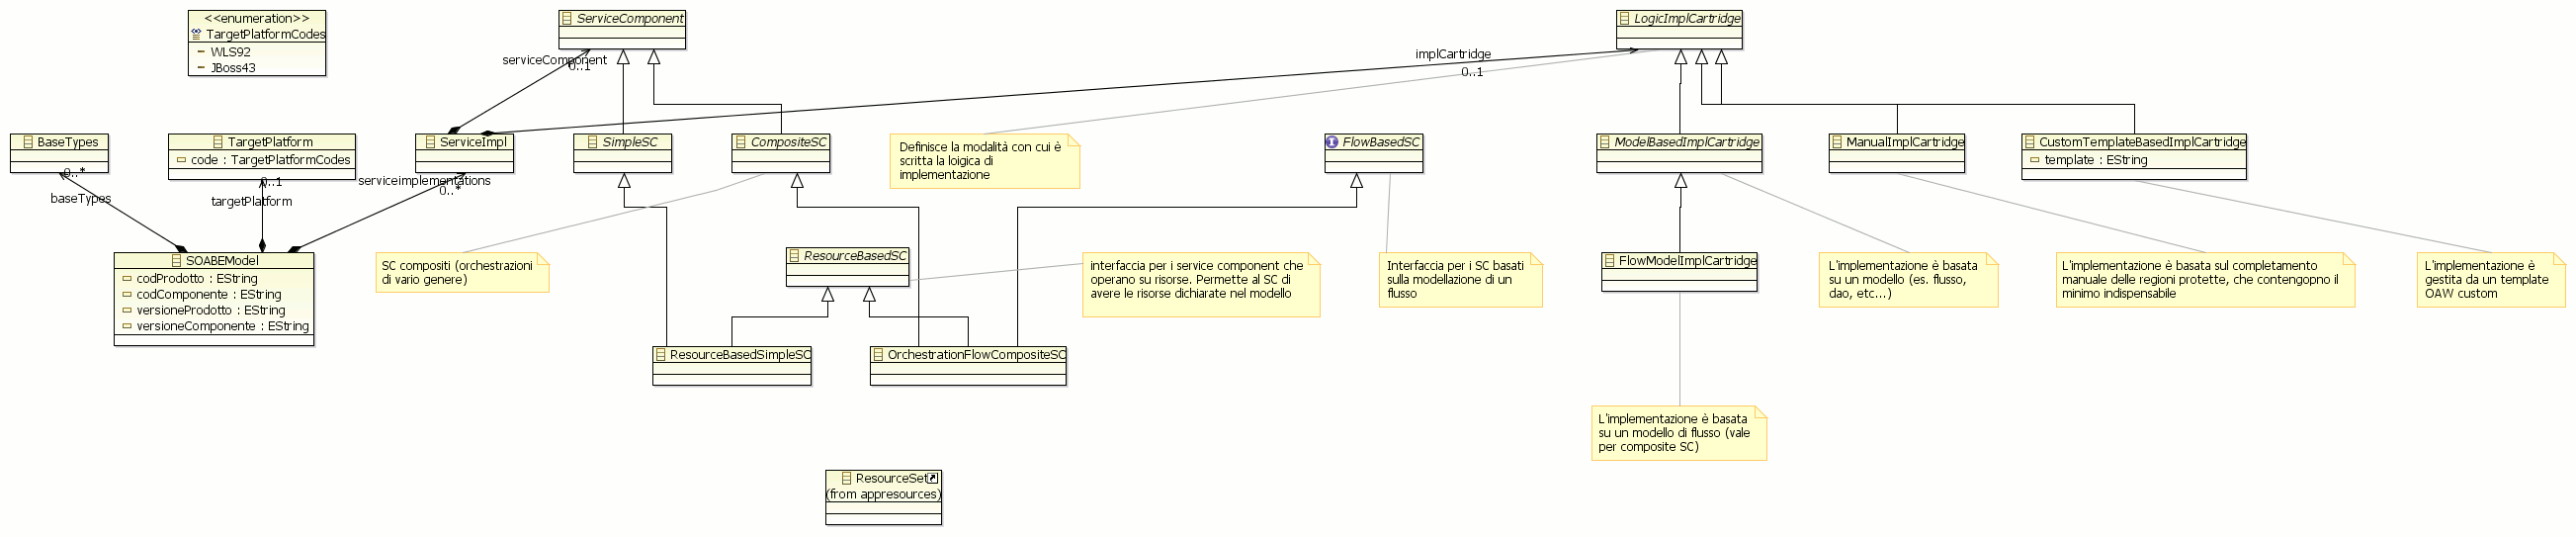 <<enumeration>>
TargetPlatformCodes
WLS92
JBoss43
ServiceComponent
LogicImplCartridge
serviceComponent
0..1
implCartridge
0..1
BaseTypes
TargetPlatform
code : TargetPlatformCodes
ServiceImpl
SimpleSC
CompositeSC
Definisce la modalità con cui è
scritta la loigica di
implementazione
FlowBasedSC
ModelBasedImplCartridge
ManualImplCartridge
CustomTemplateBasedImplCartridge
template : EString
0..*
baseTypes
0..1
targetPlatform
serviceimplementations
0..*
SOABEModel
codProdotto : EString
codComponente : EString
versioneProdotto : EString
versioneComponente : EString
SC compositi (orchestrazioni
di vario genere)
ResourceBasedSC
interfaccia per i service component che
operano su risorse. Permette al SC di
avere le risorse dichiarate nel modello
Interfaccia per i SC basati
sulla modellazione di un
flusso
FlowModelImplCartridge
L'implementazione è basata
su un modello (es. flusso,
dao, etc...)
L'implementazione è basata sul completamento
manuale delle regioni protette, che contengopno il
minimo indispensabile
L'implementazione è
gestita da un template
OAW custom
ResourceBasedSimpleSC
OrchestrationFlowCompositeSC
L'implementazione è basata
su un modello di flusso (vale
per composite SC)
ResourceSet
(from appresources)